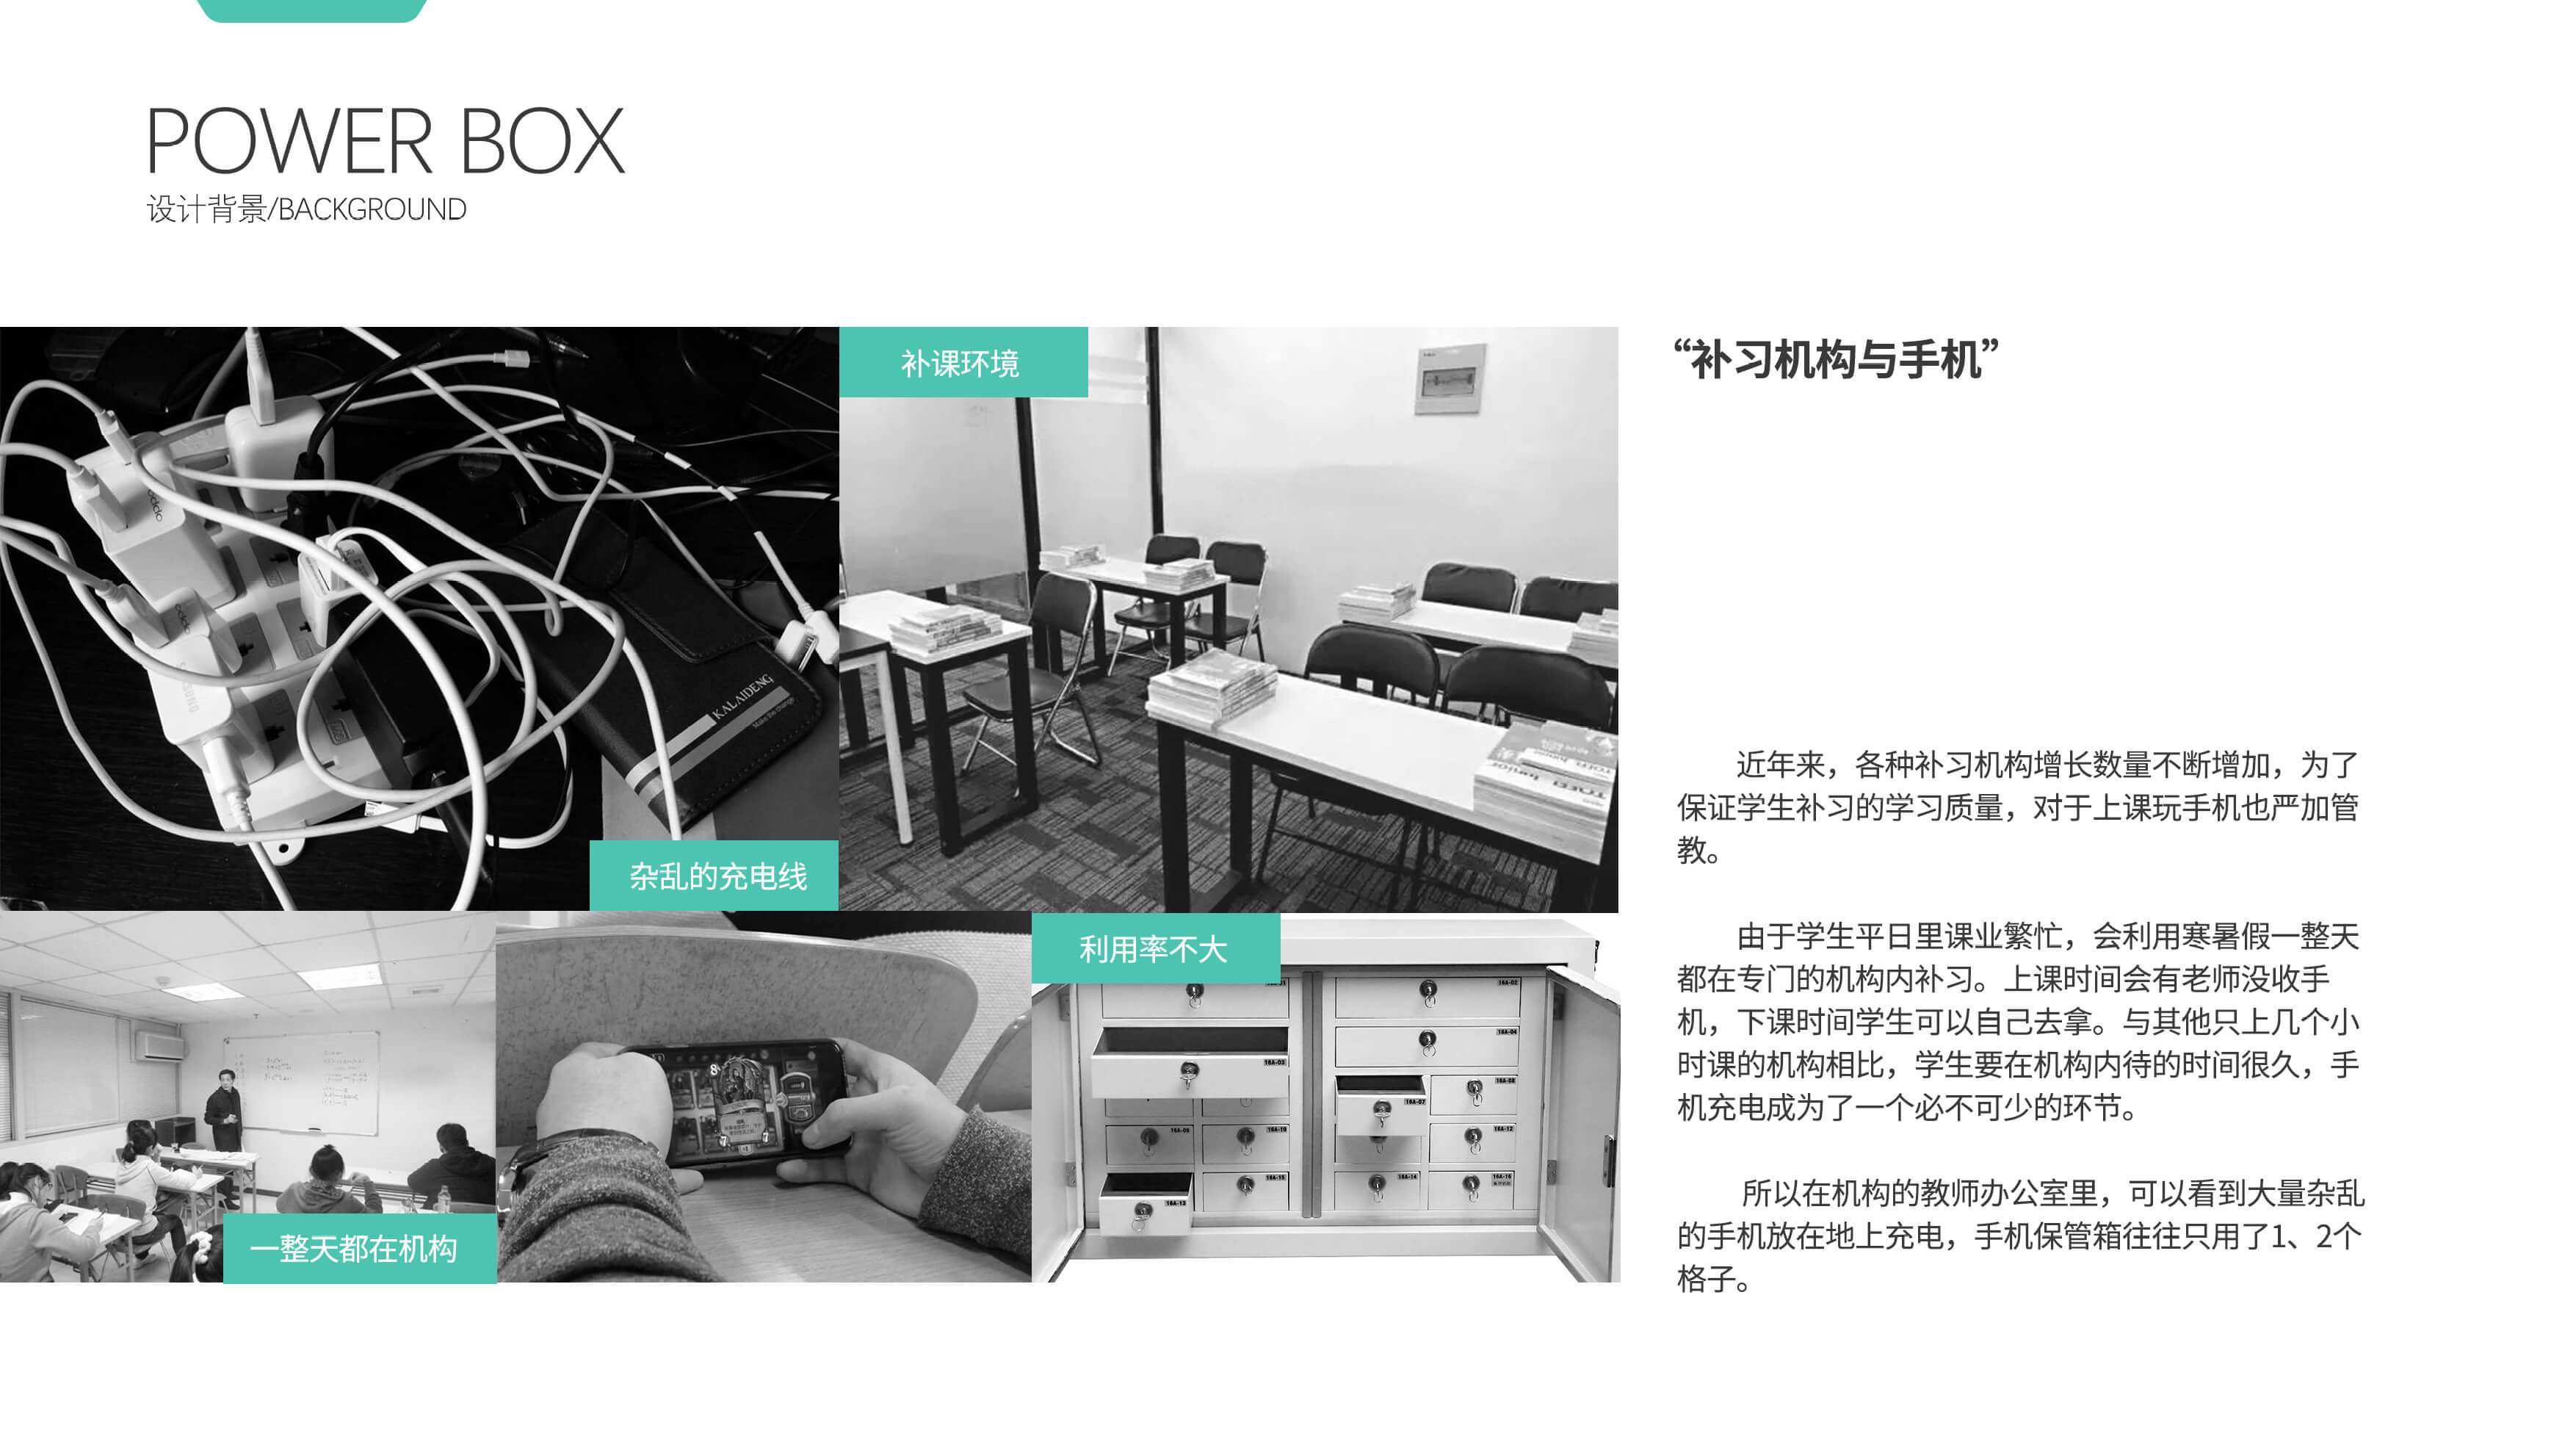 POWER BOX
设计背景/BACKGROUND
补课环境
“补习机构与手机”
KALAIDENG
Make the change
杂乱的充电线
近年来，各种补习机构增长数量不断增加，为了
保证学生补习的学习质量，对于上课玩手机也严加管
教。
利用率不大
由于学生平日里课业繁忙，会利用寒暑假一整天
都在专门的机构内补习。上课时间会有老师没收手
机，下课时间学生可以自己去拿。与其他只上几个小
时课的机构相比，学生要在机构内待的时间很久，手
机充电成为了一个必不可少的环节。
一整天都在机构
所以在机构的教师办公室里，可以看到大量杂乱
的手机放在地上充电，手机保管箱往往只用了1、2个
格子。